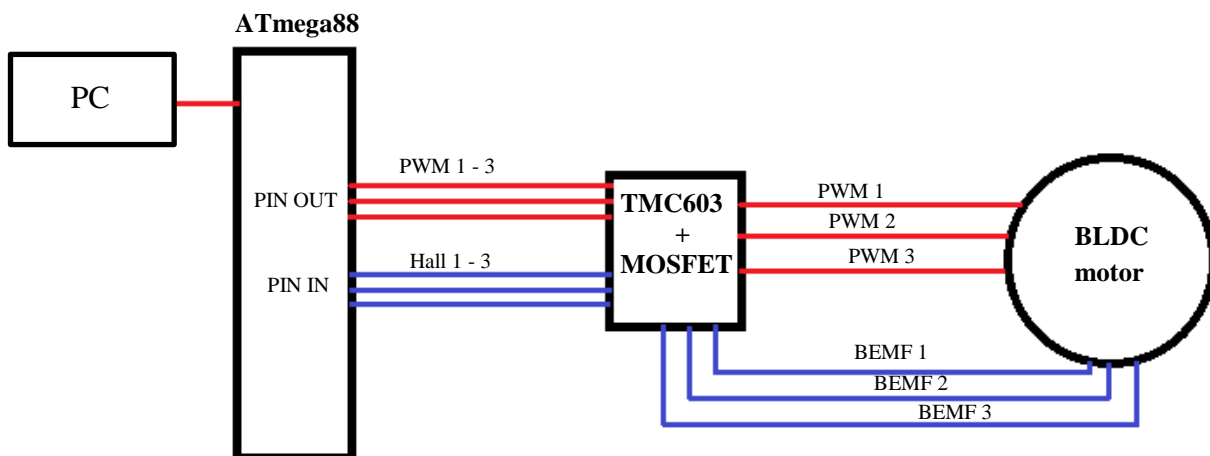 ATmega88
PC
PWM 1 - 3
PIN OUT
Hall 1 - 3
PIN IN
TMC603
+
MOSFET
PWM 1
PWM 2
PWM 3
BLDC
motor
BEMF 1
BEMF 2
BEMF 3